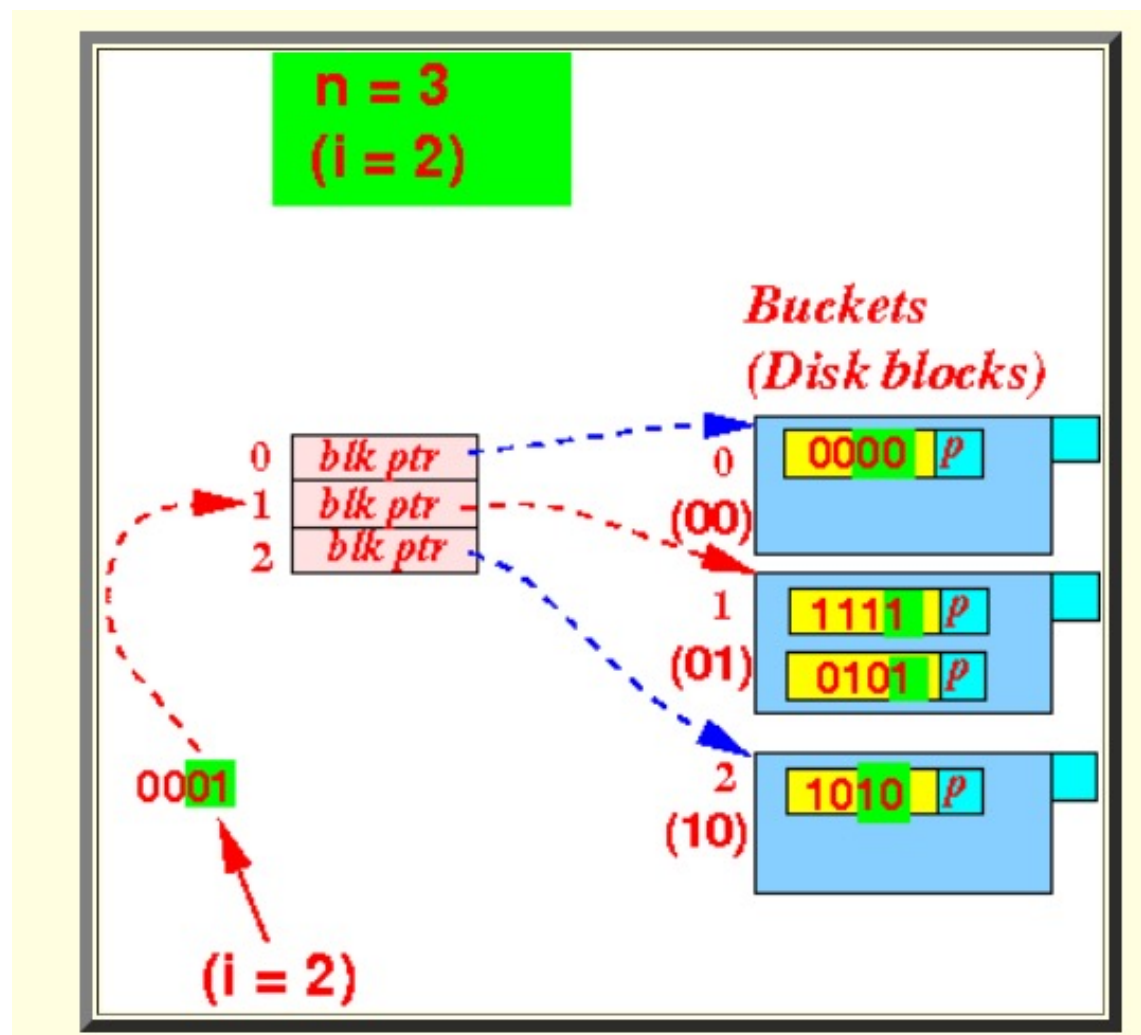 n = 3
(i = 2)
Buckets
(Disk blocks)
0 blk ptr
1 blk ptr
2 blk ptr
0
(00)
0000 p
1
(01)
1111 p
0101 p
2
(10)
1010 p
0001
(i = 2)